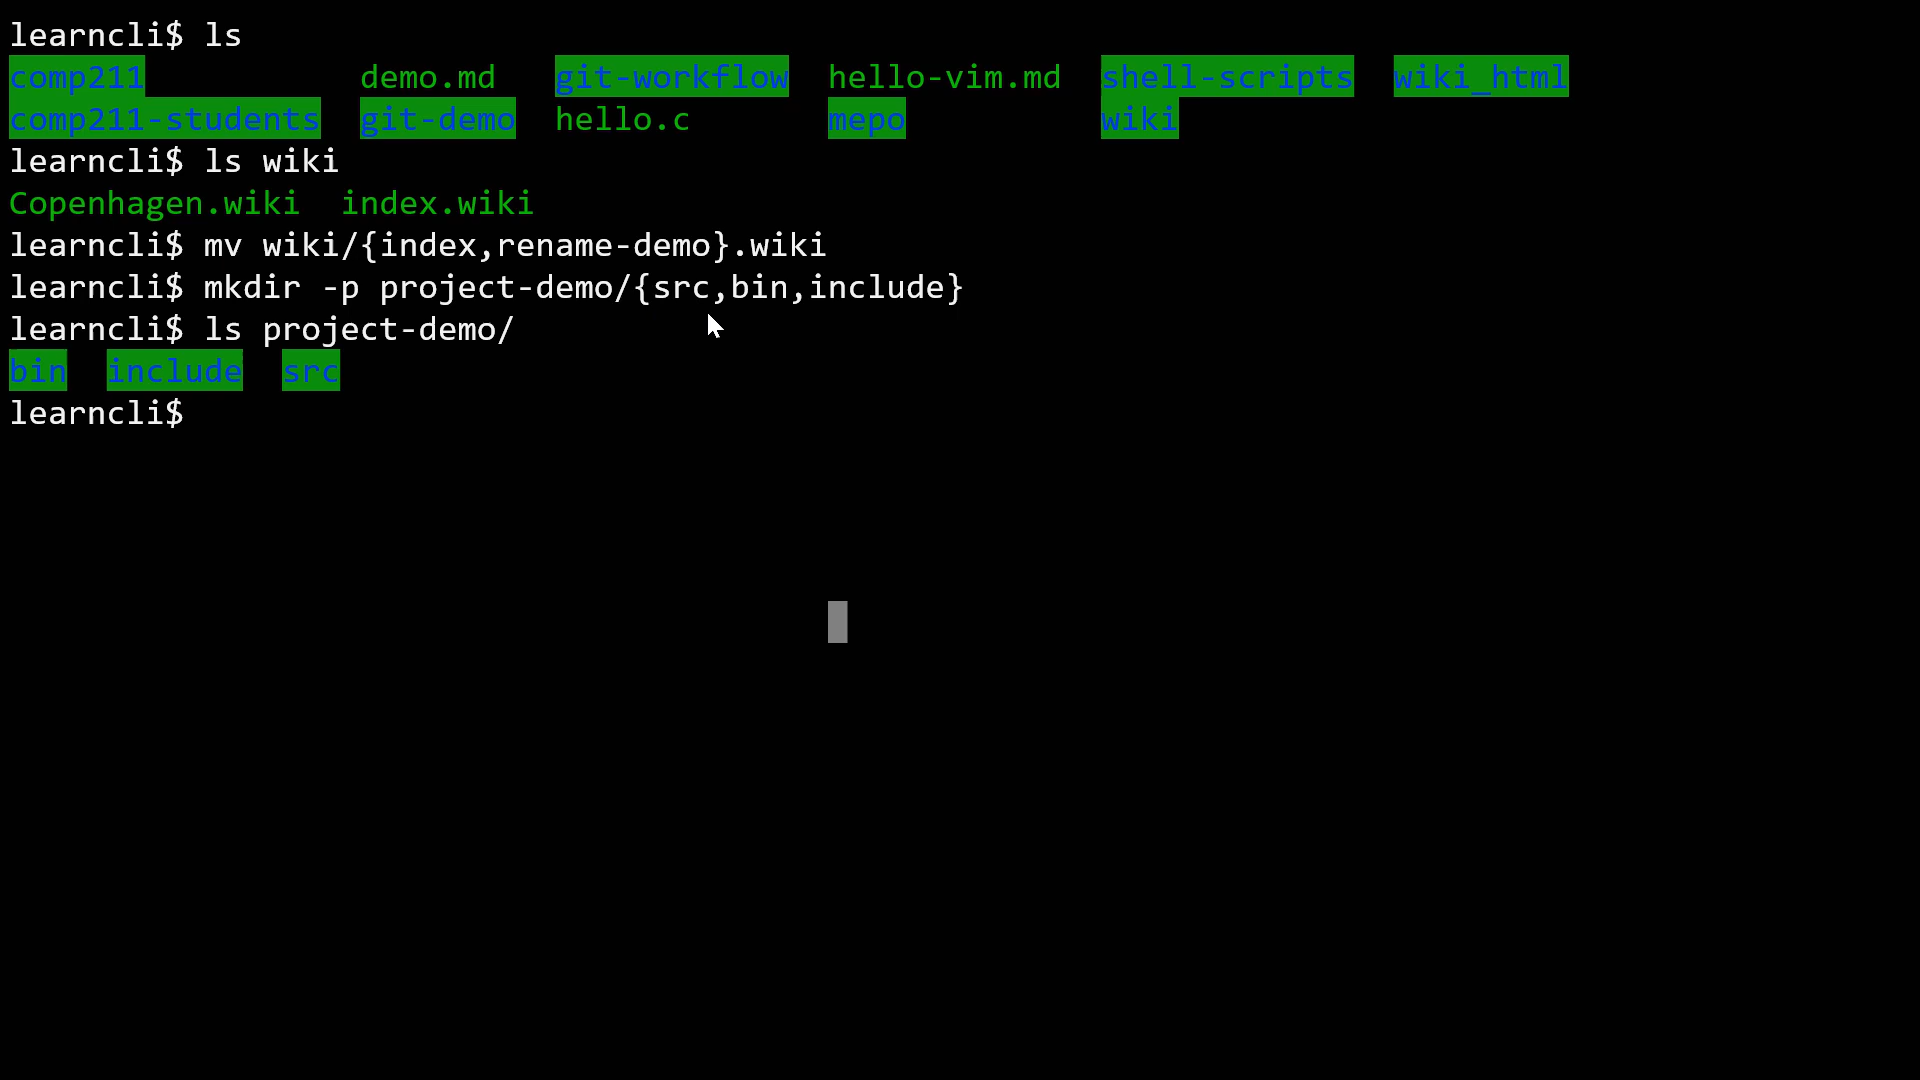 learncli$ ls
comp211 demo.md git-workflow hello-vim.md shell-scripts wiki_html
comp211-students git-demo hello.c mepo wiki
learncli$ ls wiki
Copenhagen.wiki index.wiki
learncli$ mv wiki/{index,rename-demo}.wiki
learncli$ mkdir -p project-demo/{src,bin,include}
learncli$ ls project-demo/
bin include src
learncli$